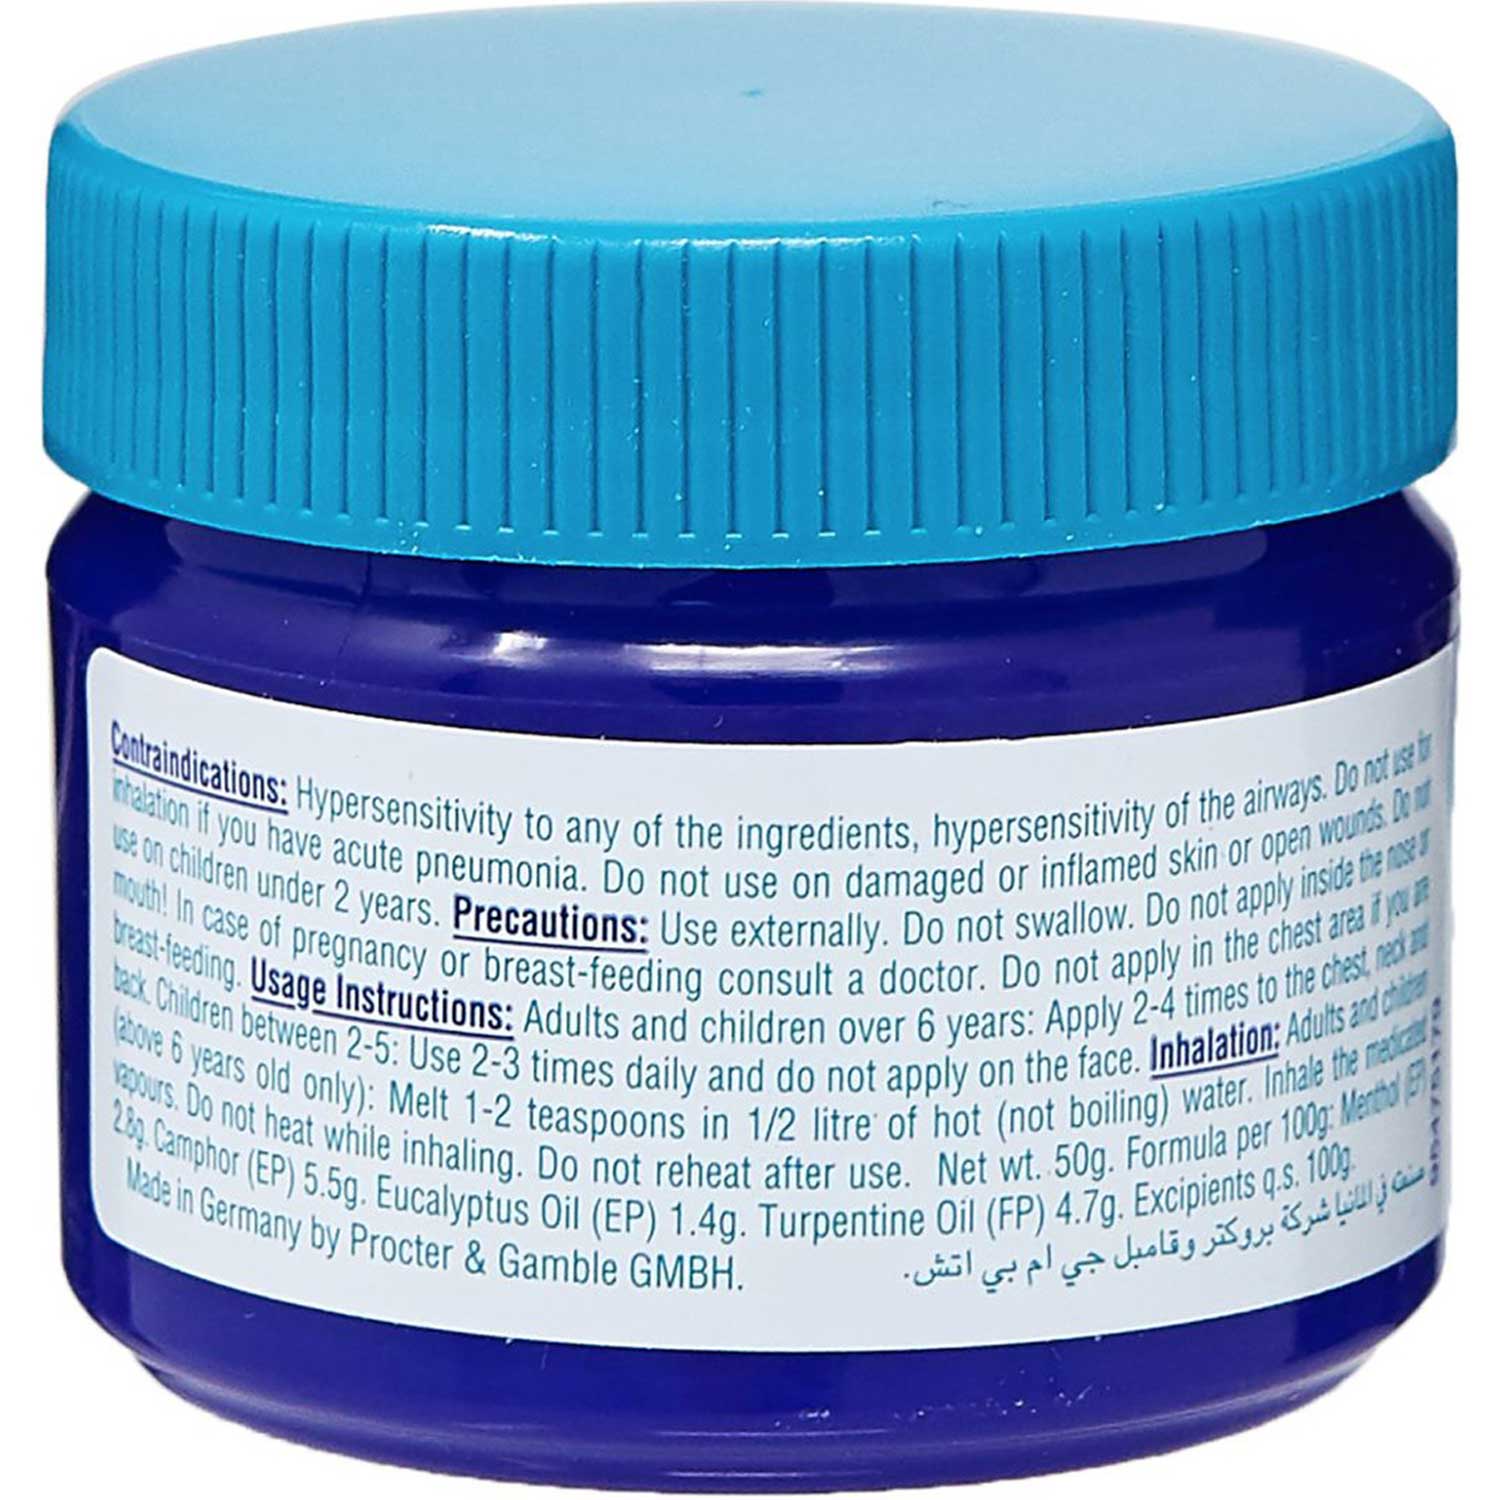 Contraindications: Hypersensitivity to any of the ingredients, hypersensitivity of the airways. Do not use for
inhalation if you have acute pneumonia. Do not use on damaged or inflamed skin or open wounds. Do not
use on children under 2 years. Precautions: Use externally. Do not swallow. Do not apply inside the nose or
mouth! In case of pregnancy or breast-feeding consult a doctor. Do not apply in the chest area if you are
breast-feeding. Usage Instructions: Adults and children over 6 years: Apply 2-4 times to the chest, neck and
back. Children between 2-5: Use 2-3 times daily and do not apply on the face. Inhalation: Adults and children
(above 6 years old only): Melt 1-2 teaspoons in 1/2 litre of hot (not boiling) water. Inhale the medicated
vapours. Do not heat while inhaling. Do not reheat after use. Net wt. 50g. Formula per 100g: Menthol (EP)
2.8g. Camphor (EP) 5.5g. Eucalyptus Oil (EP) 1.4g. Turpentine Oil (FP) 4.7g. Excipients q.s. 100g.
Made in Germany by Procter & Gamble GMBH.
صنعته في المانيا شركة بروكتر وقامبل جي ام بي اتش.